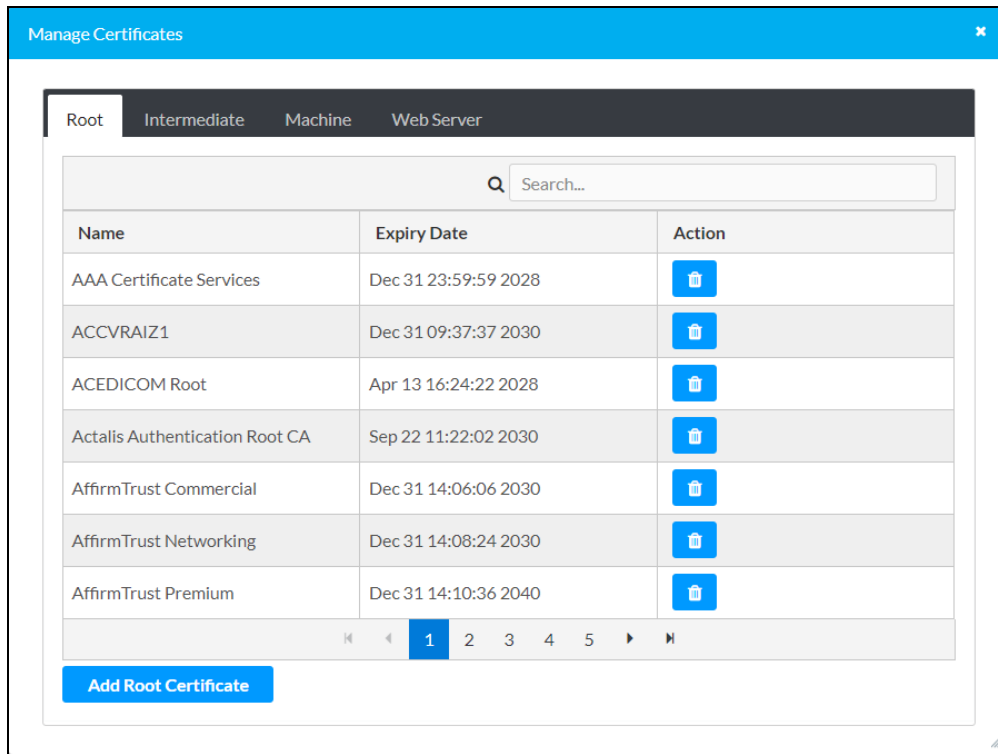 Manage Certificates
Root Intermediate Machine Web Server
Search...
Name Expiry Date Action
AAA Certificate Services Dec 31 23:59:59 2028
ACCVRAIZ1 Dec 31 09:37:37 2030
ACEDICOM Root Apr 13 16:24:22 2028
Actalis Authentication Root CA Sep 22 11:22:02 2030
AffirmTrust Commercial Dec 31 14:06:06 2030
AffirmTrust Networking Dec 31 14:08:24 2030
AffirmTrust Premium Dec 31 14:10:36 2040
1 2 3 4 5
Add Root Certificate